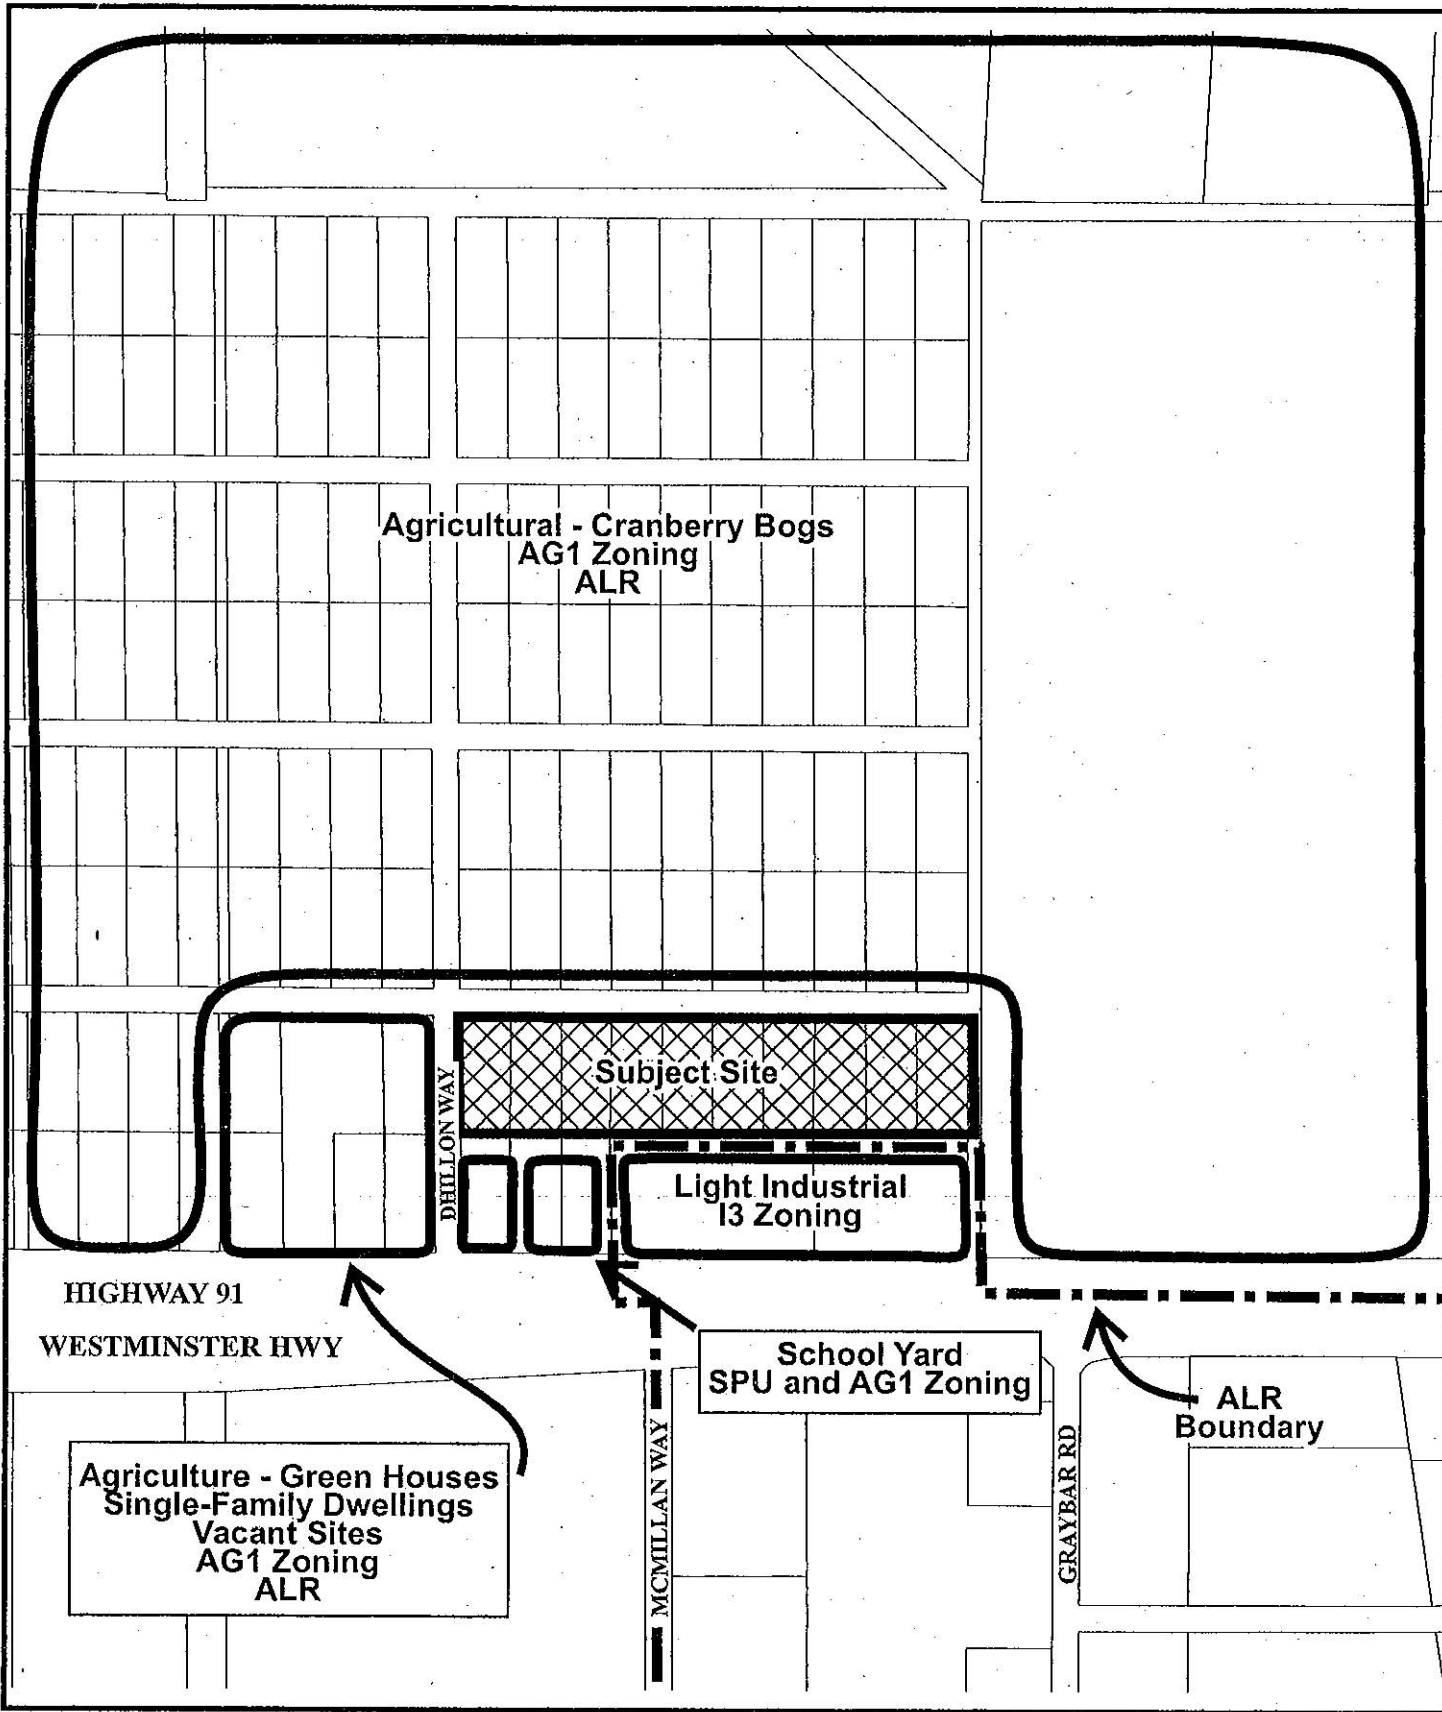 Agricultural - Cranberry Bogs
AG1 Zoning
ALR
Subject Site
DHILLON WAY
Light Industrial
I3 Zoning
HIGHWAY 91
WESTMINSTER HWY
School Yard
SPU and AG1 Zoning
ALR
Boundary
Agriculture - Green Houses
Single-Family Dwellings
Vacant Sites
AG1 Zoning
ALR
MCMILLAN WAY
GRAYBAR RD